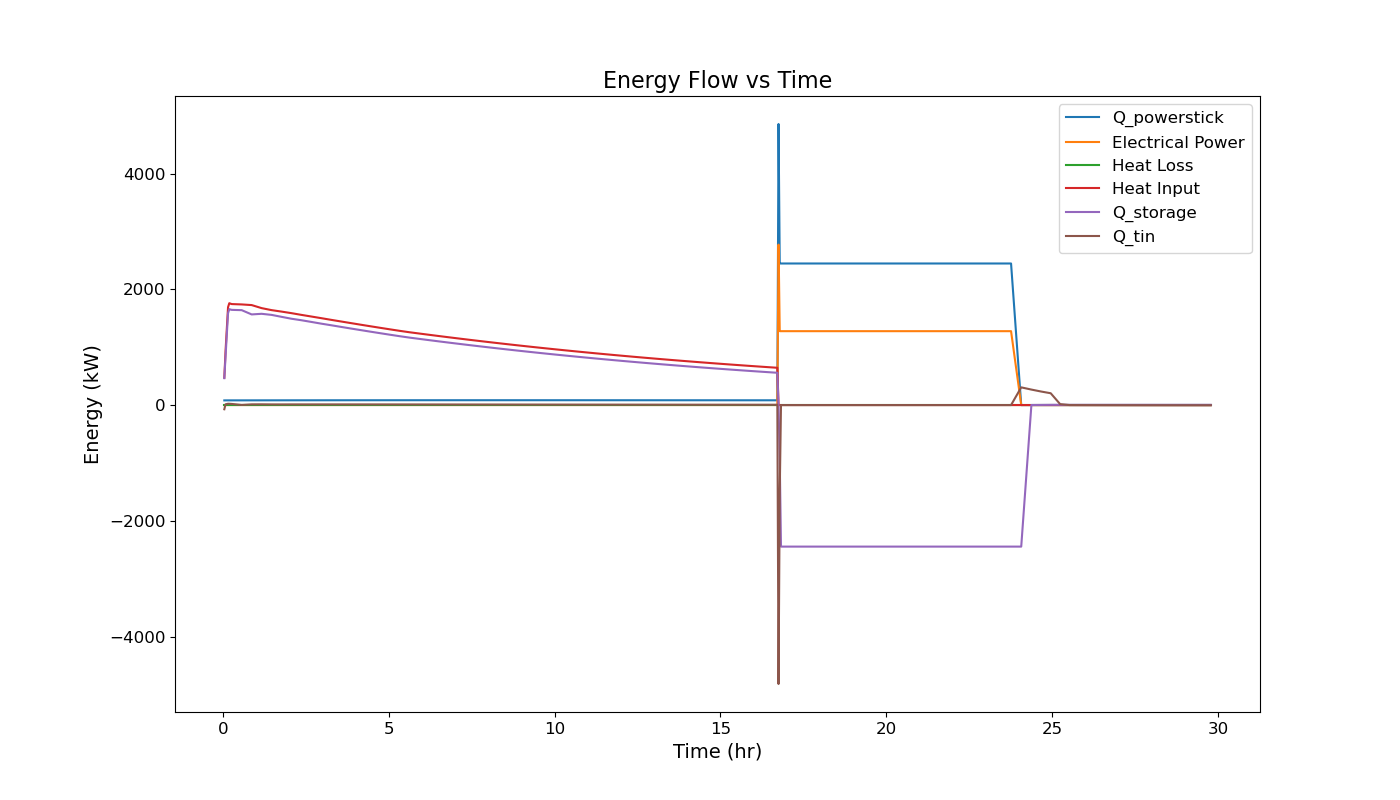 Energy Flow vs Time
Q_powerstick
Electrical Power
Heat Loss
Heat Input
Q_storage
Q_tin
Energy (kW)
4000
2000
0
−2000
−4000
0 5 10 15 20 25 30
Time (hr)